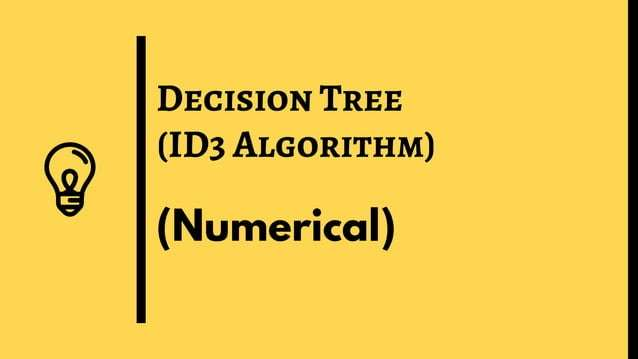 Decision Tree
(ID3 Algorithm)
(Numerical)